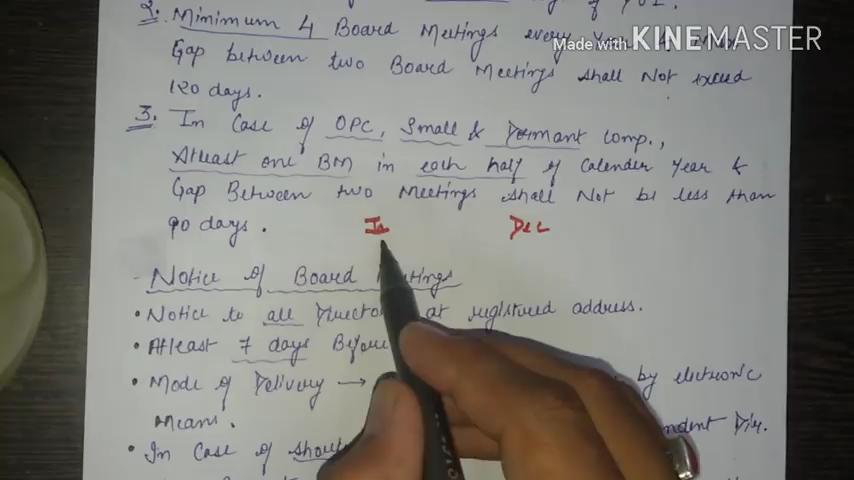 2. Minimum 4 Board Meetings every
Gap between two Board Meetings shall Not exceed
120 days.
3. In Case of OPC, Small & Dormant Comp.,
Atleast one BM in each half of Calender Year &
Gap Between two Meetings shall Not be less than
90 days.
Dec
- Notice of Board Meetings
• Notice to all at registered address.
• Atleast 7 days Before
• Mode of Delivery → by electronic
Means.
• In Case of Dir.
Made with KINEMASTER